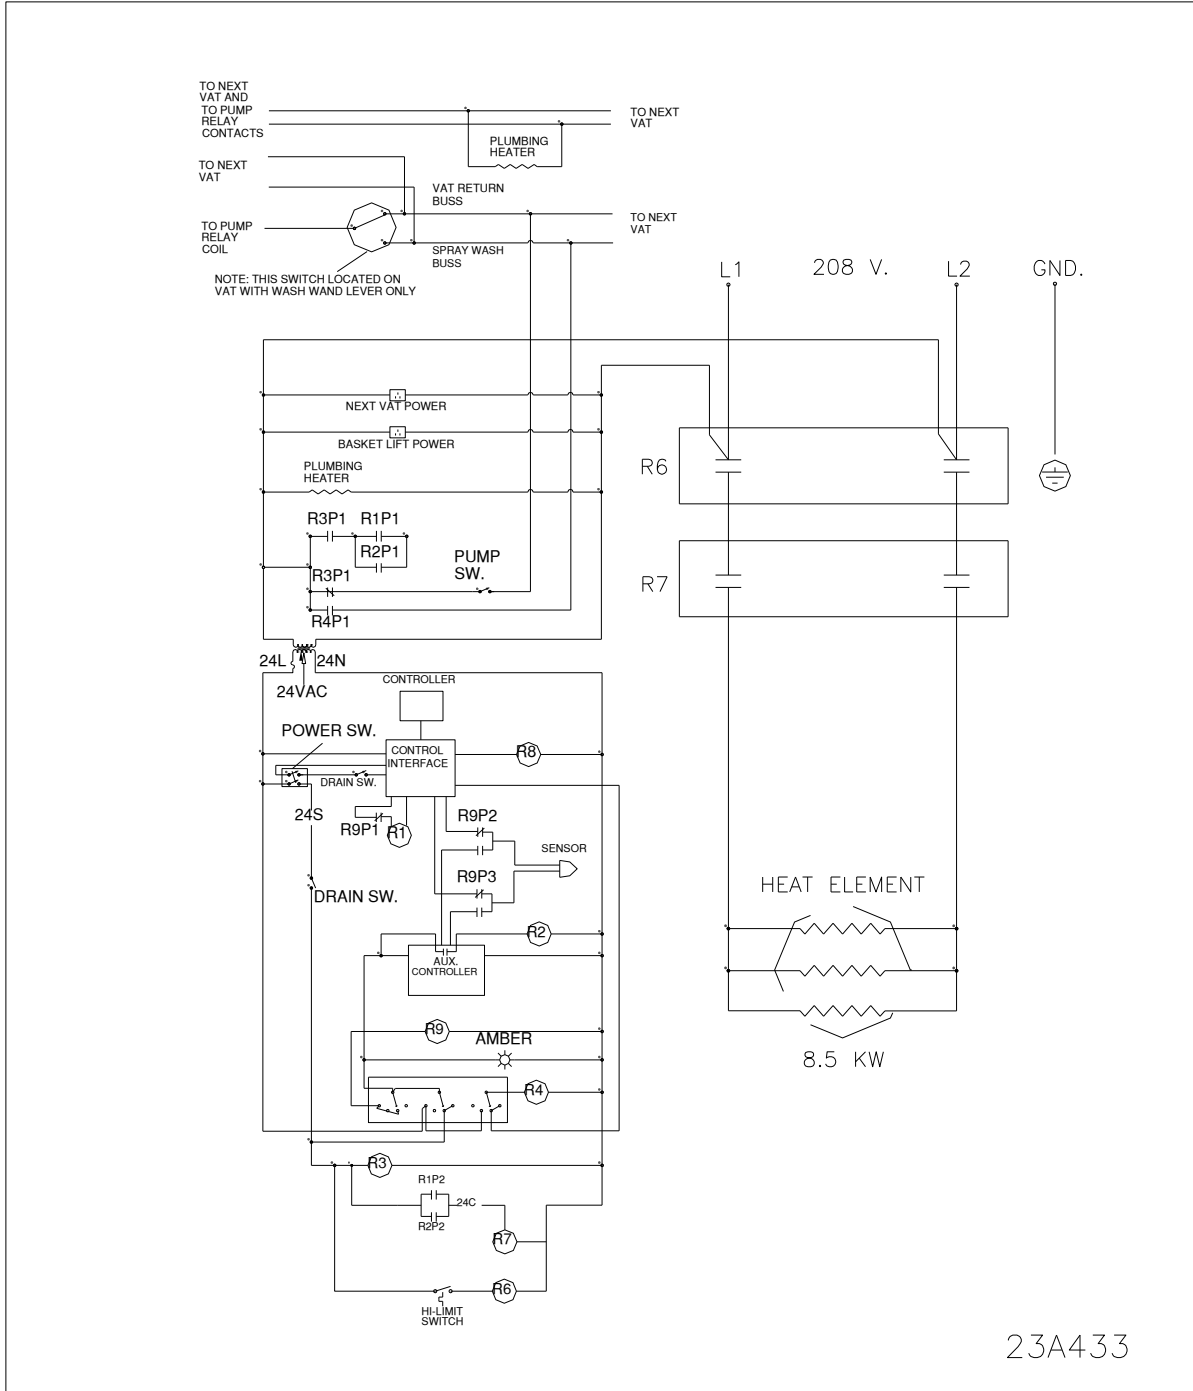 TO NEXT
VAT AND
TO PUMP
RELAY
CONTACTS
TO NEXT
VAT
PLUMBING
HEATER
TO NEXT
VAT
VAT RETURN
BUSS
TO NEXT
VAT
TO PUMP
RELAY
COIL
SPRAY WASH
BUSS
NOTE: THIS SWITCH LOCATED ON
VAT WITH WASH WAND LEVER ONLY
L1
208 V.
L2
GND.
NEXT VAT POWER
BASKET LIFT POWER
PLUMBING
HEATER
R6
R3P1
R1P1
R2P1
PUMP
SW.
R3P1
R4P1
R7
24L
24N
24VAC
CONTROLLER
POWER SW.
CONTROL
INTERFACE
R8
DRAIN SW.
24S
R9P1
R1
R9P2
SENSOR
R9P3
DRAIN SW.
HEAT ELEMENT
R2
AUX.
CONTROLLER
R9
AMBER
8.5 KW
R4
R3
R1P2
24C
R2P2
R7
R6
HI-LIMIT
SWITCH
23A433